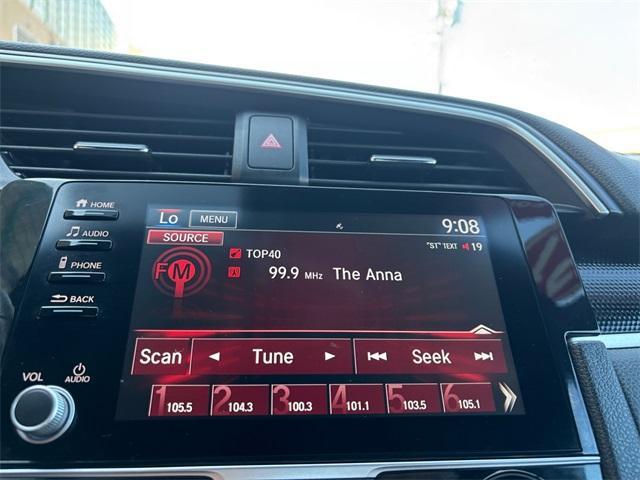 HOME
AUDIO
PHONE
BACK
VOL
AUDIO
Lo MENU 9:08
SOURCE "ST" TEXT 19
FM
TOP40
99.9 MHz The Anna
Scan Tune Seek
1 105.5 2 104.3 3 100.3 4 101.1 5 103.5 6 105.1